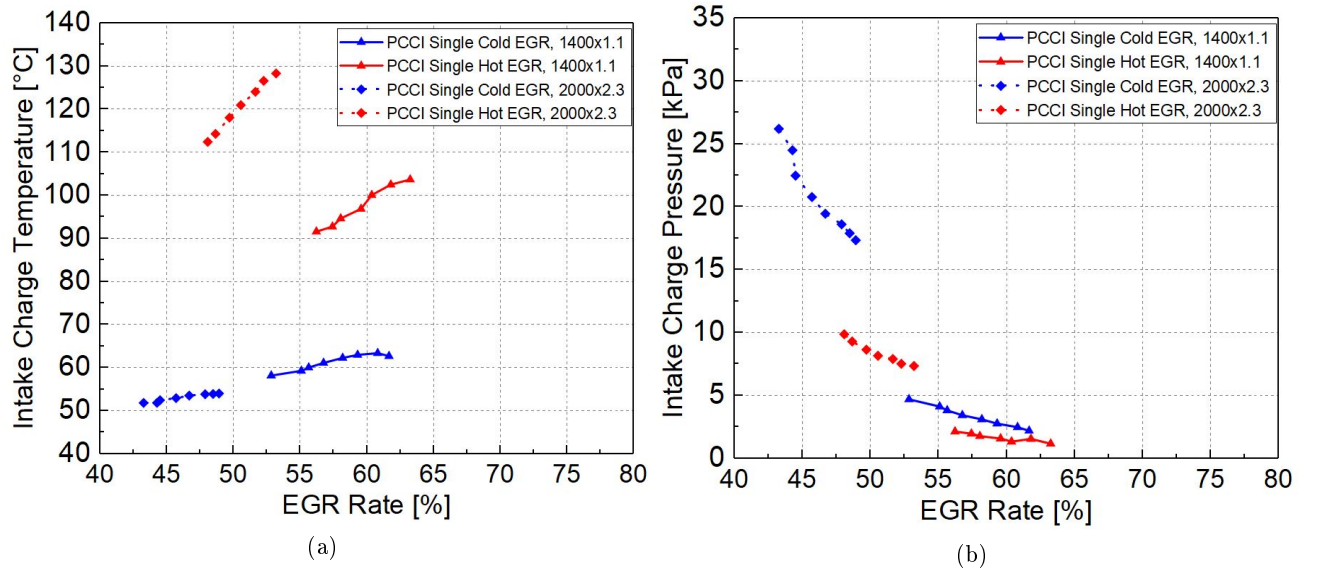 140
130
120
110
100
90
80
70
60
50
40
Intake Charge Temperature [°C]
PCCI Single Cold EGR, 1400x1.1
PCCI Single Hot EGR, 1400x1.1
PCCI Single Cold EGR, 2000x2.3
PCCI Single Hot EGR, 2000x2.3
40 45 50 55 60 65 70 75 80
EGR Rate [%]
(a)
35
30
25
20
15
10
5
0
Intake Charge Pressure [kPa]
PCCI Single Cold EGR, 1400x1.1
PCCI Single Hot EGR, 1400x1.1
PCCI Single Cold EGR, 2000x2.3
PCCI Single Hot EGR, 2000x2.3
40 45 50 55 60 65 70 75 80
EGR Rate [%]
(b)